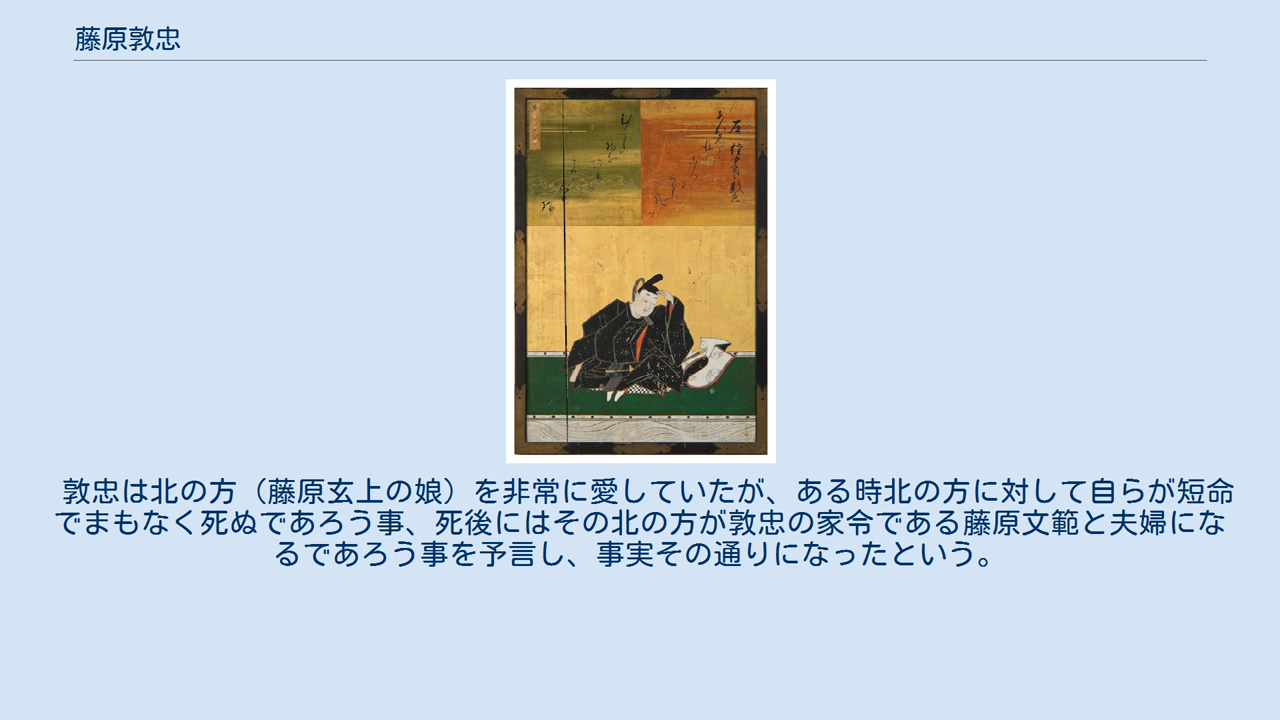 藤原敦忠
敦忠は北の方（藤原玄上の娘）を非常に愛していたが、ある時北の方に対して自らが短命
でまもなく死ぬであろう事、死後にはその北の方が敦忠の家令である藤原文範と夫婦にな
るであろう事を予言し、事実その通りになったという。